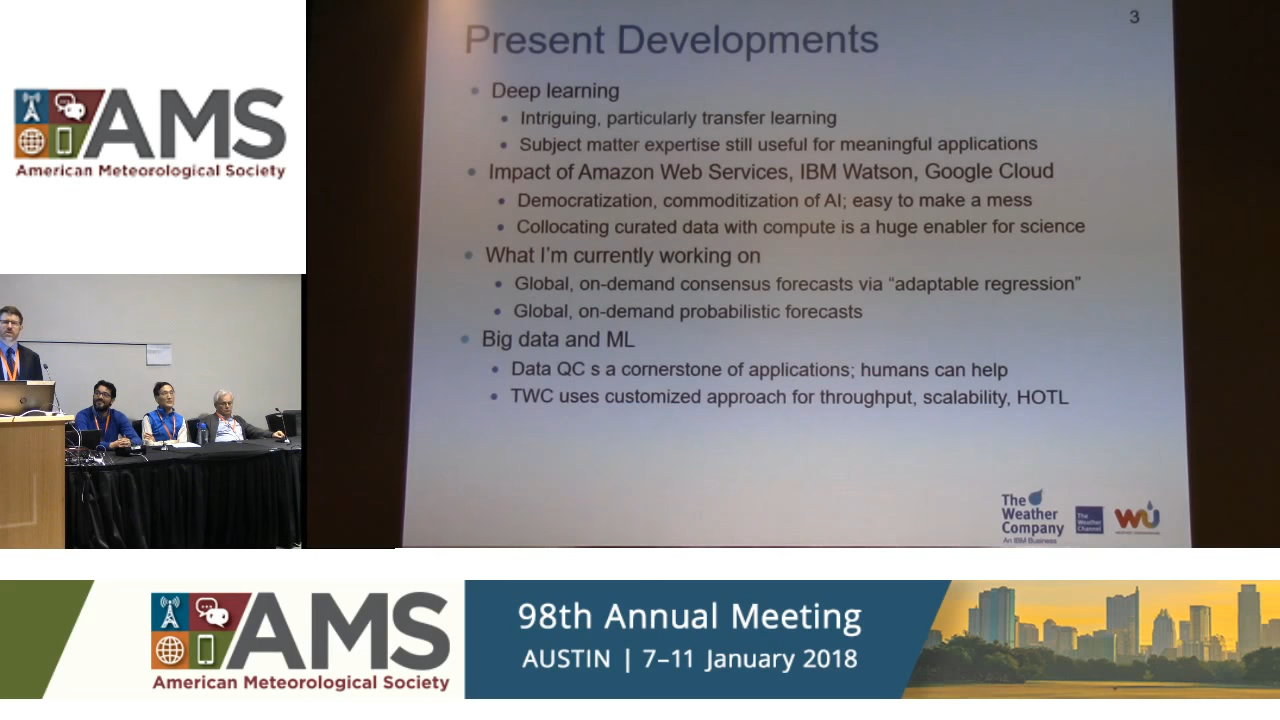 AMS
American Meteorological Society
3
Present Developments
Deep learning
Intriguing, particularly transfer learning
Subject matter expertise still useful for meaningful applications
Impact of Amazon Web Services, IBM Watson, Google Cloud
Democratization, commoditization of AI; easy to make a mess
Collocating curated data with compute is a huge enabler for science
What I'm currently working on
Global, on-demand consensus forecasts via “adaptable regression”
Global, on-demand probabilistic forecasts
Big data and ML
Data QC s a cornerstone of applications; humans can help
TWC uses customized approach for throughput, scalability, HOTL
The
Weather
Company
An IBM Business
The
Weather
Channel
WU
AMS
American Meteorological Society
98th Annual Meeting
AUSTIN | 7–11 January 2018